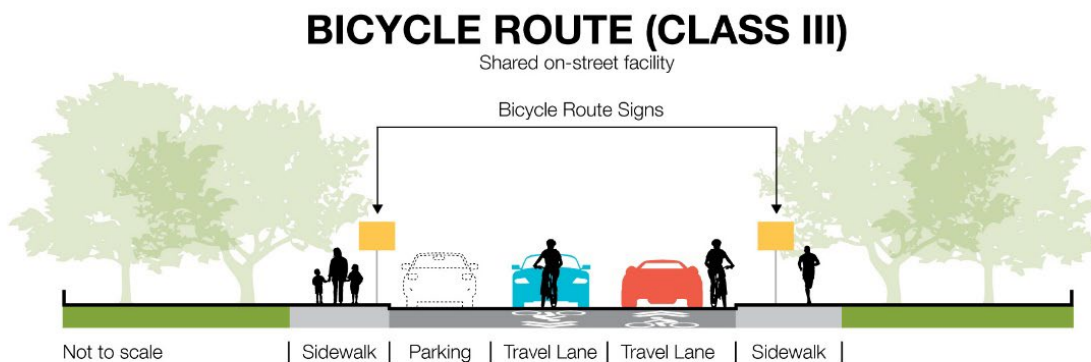 BICYCLE ROUTE (CLASS III)
Shared on-street facility
Bicycle Route Signs
Not to scale
Sidewalk
Parking
Travel Lane
Travel Lane
Sidewalk